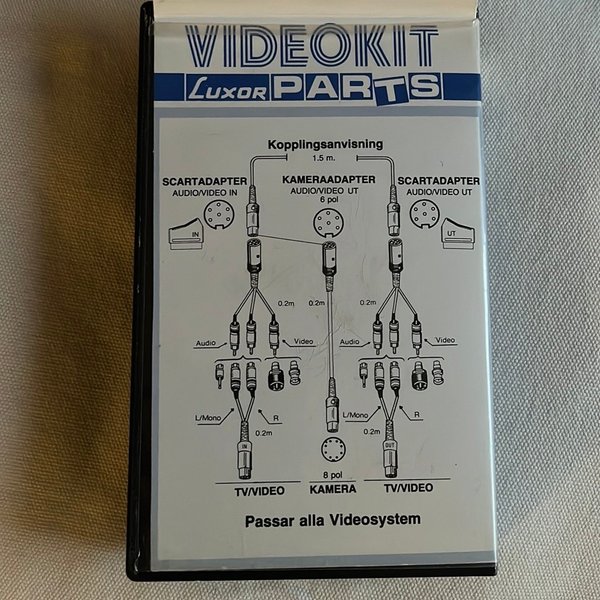 VIDEOKIT
LUXOR PARTS
Kopplingsanvisning
1.5 m.
SCARTADAPTER KAMERAADAPTER SCARTADAPTER
AUDIO/VIDEO IN AUDIO/VIDEO UT AUDIO/VIDEO UT
6 pol
IN UT
0.2m 0.2m 0.2m
Audio Video Audio Video
L/Mono R L/Mono R
0.2m 0.2m
IN OUT
8 pol
TV/VIDEO KAMERA TV/VIDEO
Passar alla Videosystem